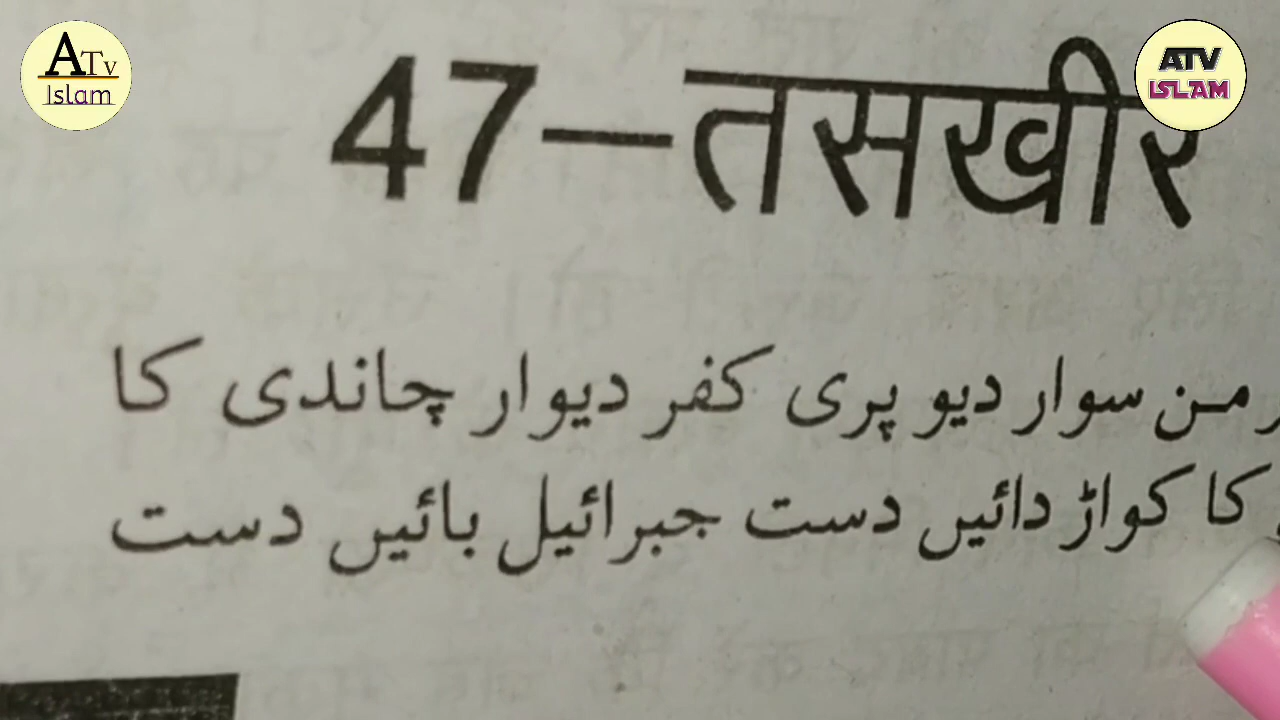 ATv
Islam
ATV
ISLAM
47—तसखीर
من سوار دیو پری کفر دیوار چاندی کا
کا کواڑ دائیں دست جبرائیل بائیں دست